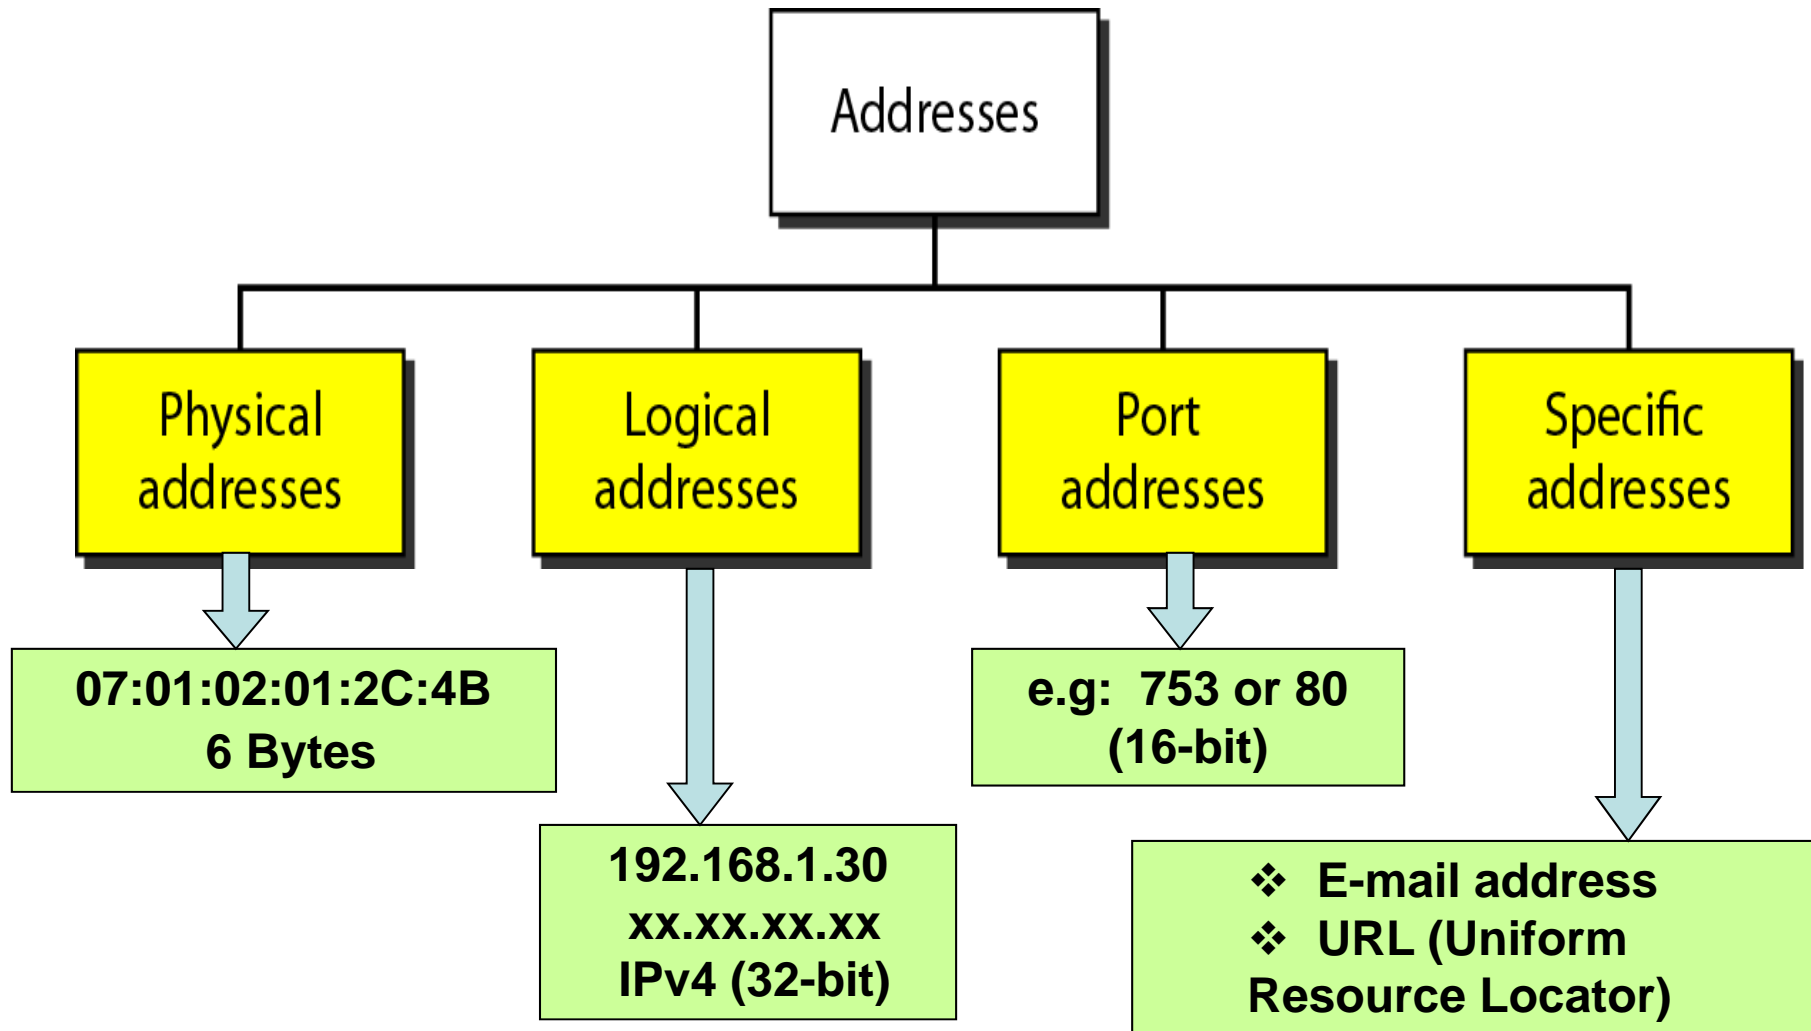 Addresses
Physical
addresses
Logical
addresses
Port
addresses
Specific
addresses
07:01:02:01:2C:4B
6 Bytes
192.168.1.30
xx.xx.xx.xx
IPv4 (32-bit)
e.g: 753 or 80
(16-bit)
❖ E-mail address
❖ URL (Uniform
Resource Locator)